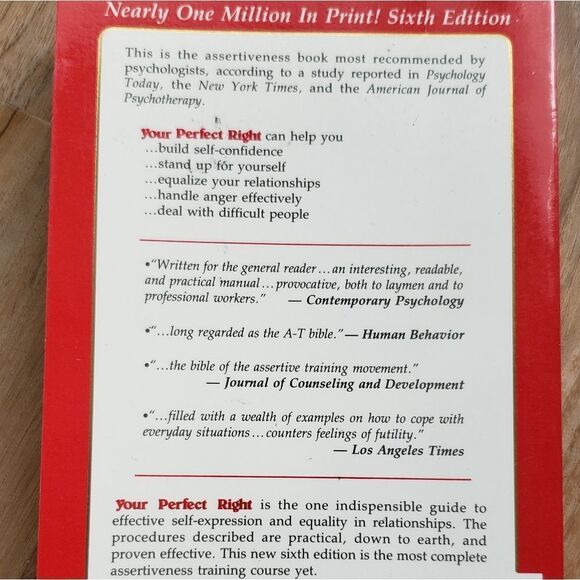 Nearly One Million In Print! Sixth Edition
This is the assertiveness book most recommended by
psychologists, according to a study reported in Psychology
Today, the New York Times, and the American Journal of
Psychotherapy.
Your Perfect Right can help you
...build self-confidence
...stand up for yourself
...equalize your relationships
...handle anger effectively
...deal with difficult people
•"Written for the general reader...an interesting, readable,
and practical manual...provocative, both to laymen and to
professional workers." — Contemporary Psychology
•"...long regarded as the A-T bible." — Human Behavior
•"...the bible of the assertive training movement."
— Journal of Counseling and Development
•"...filled with a wealth of examples on how to cope with
everyday situations...counters feelings of futility."
— Los Angeles Times
Your Perfect Right is the one indispensible guide to
effective self-expression and equality in relationships. The
procedures described are practical, down to earth, and
proven effective. This new sixth edition is the most complete
assertiveness training course yet.